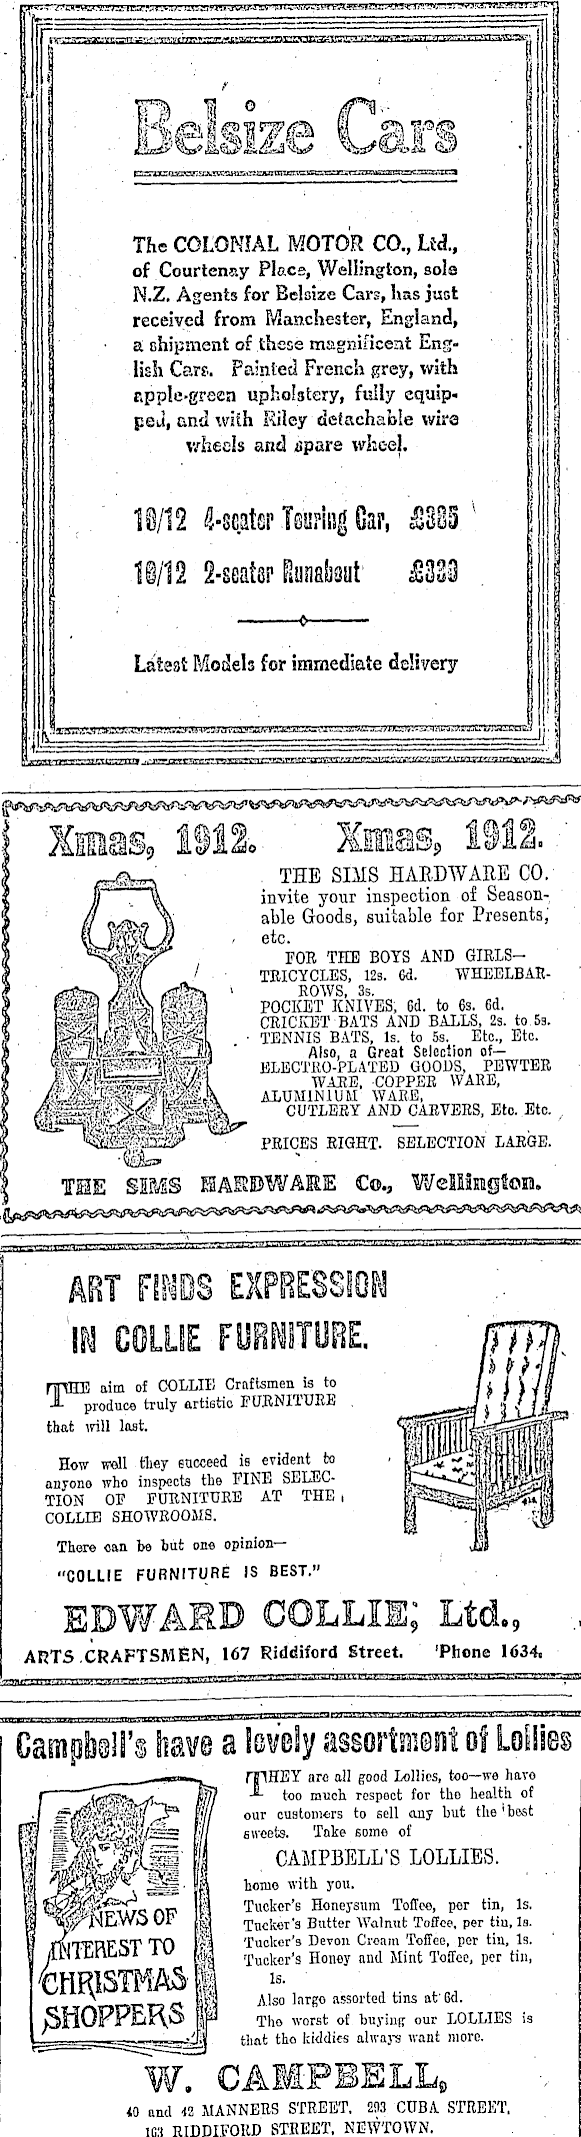 Belsize Cars
The COLONIAL MOTOR CO., Ltd.,
of Courtenay Place, Wellington, sole
N.Z. Agents for Belsize Cars, has just
received from Manchester, England,
a shipment of these magnificent Eng-
lish Cars. Painted French grey, with
apple-green upholstery, fully equip-
ped, and with Riley detachable wire
wheels and spare wheel.
10/12 4-seater Touring Car,
10/12 2-seater Runabout
Latest Models for immediate delivery
Xmas, 1912. Xmas, 1912.
THE SIMS HARDWARE CO.
invite your inspection of Season-
able Goods, suitable for Presents,
etc.
FOR THE BOYS AND GIRLS—
TRICYCLES, 12s. 6d. WHEELBAR-
ROWS, 3s.
POCKET KNIVES, 6d. to 6s. 6d.
CRICKET BATS AND BALLS, 2s. to 5s.
TENNIS BATS, 1s. to 5s. Etc., Etc.
Also, a Great Selection of—
ELECTRO-PLATED GOODS, PEWTER
WARE, COPPER WARE,
ALUMINIUM WARE,
CUTLERY AND CARVERS, Etc. Etc.
PRICES RIGHT. SELECTION LARGE.
THE SIMS HARDWARE Co., Wellington.
ART FINDS EXPRESSION
IN COLLIE FURNITURE.
THE aim of COLLIE Craftsmen is to
produce truly artistic FURNITURE
that will last.
How well they succeed is evident to
anyone who inspects the FINE SELEC-
TION OF FURNITURE AT THE
COLLIE SHOWROOMS.
There can be but one opinion—
"COLLIE FURNITURE IS BEST."
EDWARD COLLIE, Ltd.,
ARTS CRAFTSMEN, 167 Riddiford Street. 'Phone 1634.
Campbell's have a lovely assortment of Lollies
NEWS OF
INTEREST TO
CHRISTMAS
SHOPPERS
THEY are all good Lollies, too—we have
too much respect for the health of
our customers to sell any but the best
sweets. Take some of
CAMPBELL'S LOLLIES.
home with you.
Tucker's Honeysum Toffee, per tin, 1s.
Tucker's Butter Walnut Toffee, per tin, 1s.
Tucker's Devon Cream Toffee, per tin, 1s.
Tucker's Honey and Mint Toffee, per tin,
1s.
Also large assorted tins at 6d.
The worst of buying our LOLLIES is
that the kiddies always want more.
W. CAMPBELL,
40 and 42 MANNERS STREET, 293 CUBA STREET,
163 RIDDIFORD STREET, NEWTOWN.